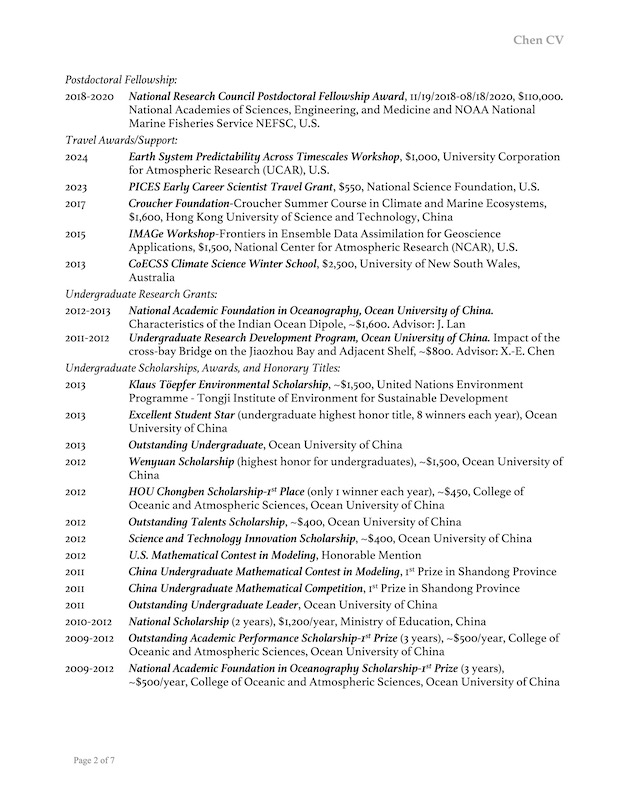 Chen CV
Postdoctoral Fellowship:
2018-2020 National Research Council Postdoctoral Fellowship Award, 11/19/2018-08/18/2020, $110,000.
National Academies of Sciences, Engineering, and Medicine and NOAA National
Marine Fisheries Service NEFSC, U.S.
Travel Awards/Support:
2024 Earth System Predictability Across Timescales Workshop, $1,000, University Corporation
for Atmospheric Research (UCAR), U.S.
2023 PICES Early Career Scientist Travel Grant, $550, National Science Foundation, U.S.
2017 Croucher Foundation-Croucher Summer Course in Climate and Marine Ecosystems,
$1,600, Hong Kong University of Science and Technology, China
2015 IMAGe Workshop-Frontiers in Ensemble Data Assimilation for Geoscience
Applications, $1,500, National Center for Atmospheric Research (NCAR), U.S.
2013 CoECSS Climate Science Winter School, $2,500, University of New South Wales,
Australia
Undergraduate Research Grants:
2012-2013 National Academic Foundation in Oceanography, Ocean University of China.
Characteristics of the Indian Ocean Dipole, ~$1,600. Advisor: J. Lan
2011-2012 Undergraduate Research Development Program, Ocean University of China. Impact of the
cross-bay Bridge on the Jiaozhou Bay and Adjacent Shelf, ~$800. Advisor: X.-E. Chen
Undergraduate Scholarships, Awards, and Honorary Titles:
2013 Klaus Töepfer Environmental Scholarship, ~$1,500, United Nations Environment
Programme - Tongji Institute of Environment for Sustainable Development
2013 Excellent Student Star (undergraduate highest honor title, 8 winners each year), Ocean
University of China
2013 Outstanding Undergraduate, Ocean University of China
2012 Wenyuan Scholarship (highest honor for undergraduates), ~$1,500, Ocean University of
China
2012 HOU Chongben Scholarship-1st Place (only 1 winner each year), ~$450, College of
Oceanic and Atmospheric Sciences, Ocean University of China
2012 Outstanding Talents Scholarship, ~$400, Ocean University of China
2012 Science and Technology Innovation Scholarship, ~$400, Ocean University of China
2012 U.S. Mathematical Contest in Modeling, Honorable Mention
2011 China Undergraduate Mathematical Contest in Modeling, 1st Prize in Shandong Province
2011 China Undergraduate Mathematical Competition, 1st Prize in Shandong Province
2011 Outstanding Undergraduate Leader, Ocean University of China
2010-2012 National Scholarship (2 years), $1,200/year, Ministry of Education, China
2009-2012 Outstanding Academic Performance Scholarship-1st Prize (3 years), ~$500/year, College of
Oceanic and Atmospheric Sciences, Ocean University of China
2009-2012 National Academic Foundation in Oceanography Scholarship-1st Prize (3 years),
~$500/year, College of Oceanic and Atmospheric Sciences, Ocean University of China
Page 2 of 7